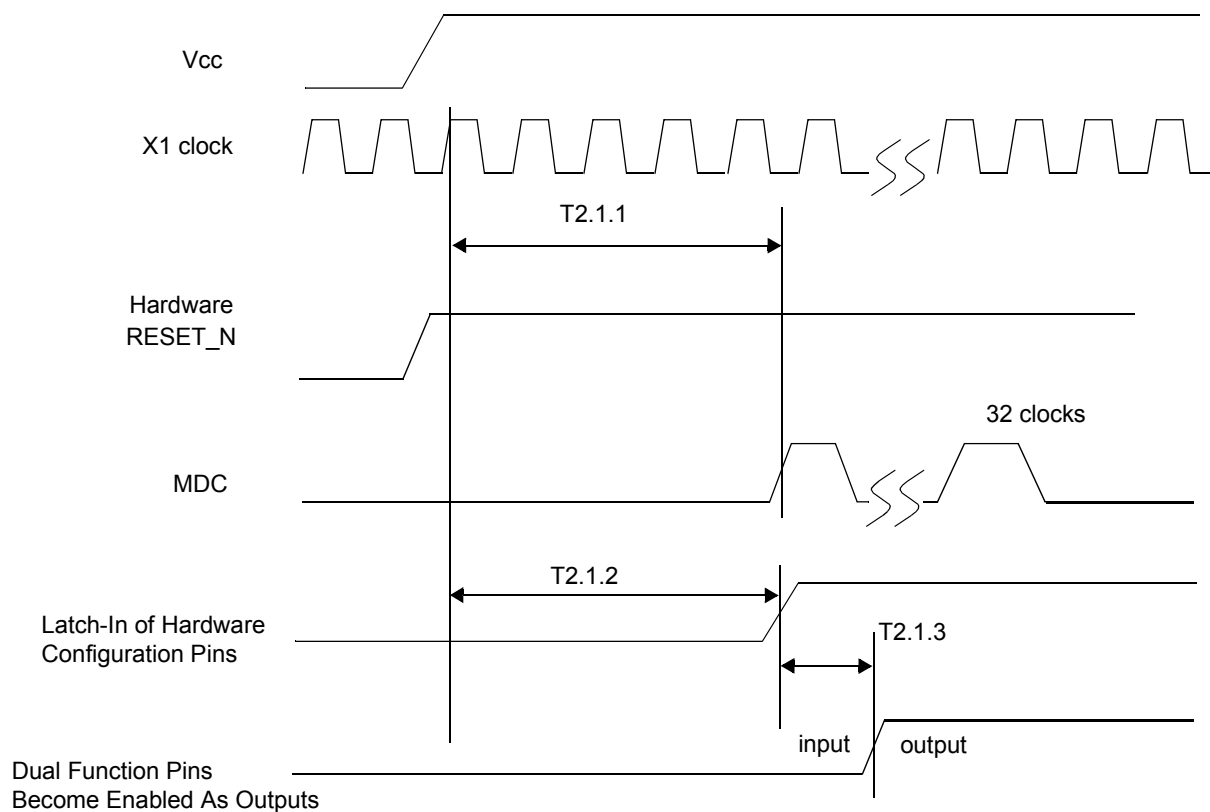 Vcc
X1 clock
T2.1.1
Hardware
RESET_N
32 clocks
MDC
T2.1.2
Latch-In of Hardware
Configuration Pins
T2.1.3
input
output
Dual Function Pins
Become Enabled As Outputs